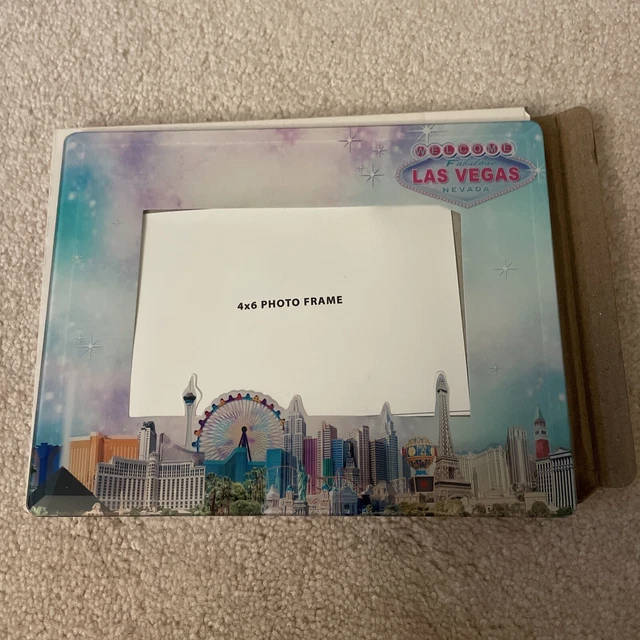 WELCOME
Fabulous
LAS VEGAS
NEVADA
4x6 PHOTO FRAME